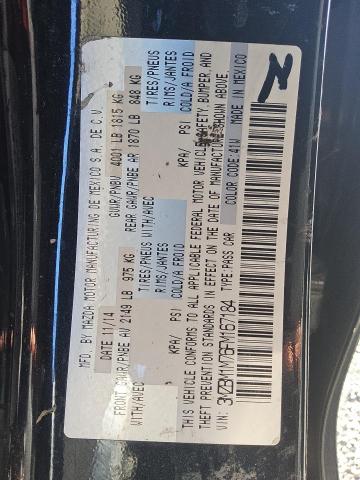 MFD. BY MAZDA MOTOR MANUFACTURING DE MEXICO S.A. DE C.V.
DATE 11/14 GVWR/PNBV 4001 LB 1815 KG
FRONT GAWR/PNBE AV 2149 LB 975 KG REAR GAWR/PNBE AR 1870 LB 848 KG
WITH/AVEC TIRES/PNEUS WITH/AVEC TIRES/PNEUS
RIMS/JANTES RIMS/JANTES
KPA/ PSI COLD/A FROID KPA/ PSI COLD/A FROID
THIS VEHICLE CONFORMS TO ALL APPLICABLE FEDERAL MOTOR VEHICLE SAFETY, BUMPER, AND
THEFT PREVENTION STANDARDS IN EFFECT ON THE DATE OF MANUFACTURE SHOWN ABOVE
VIN: TYPE: PASS CAR COLOR CODE: 41W MADE IN MEXICO
N